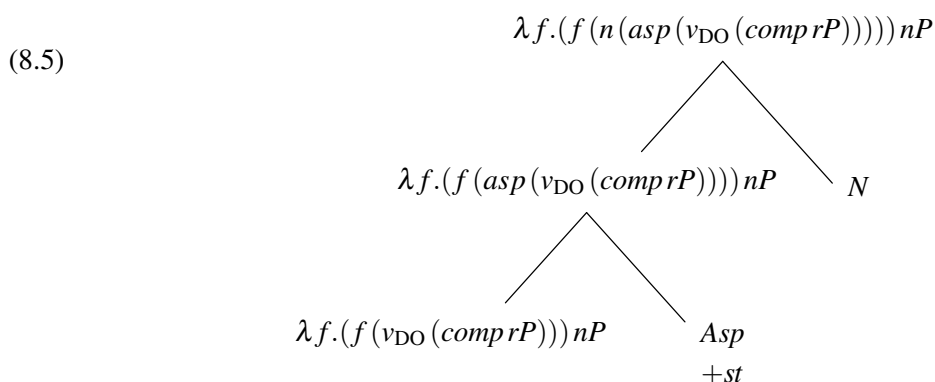 λf.(f(n(asp(v_DO(comp rP)))))nP
(8.5)
λf.(f(asp(v_DO(comp rP))))nP
N
λf.(f(v_DO(comp rP)))nP
Asp
+st